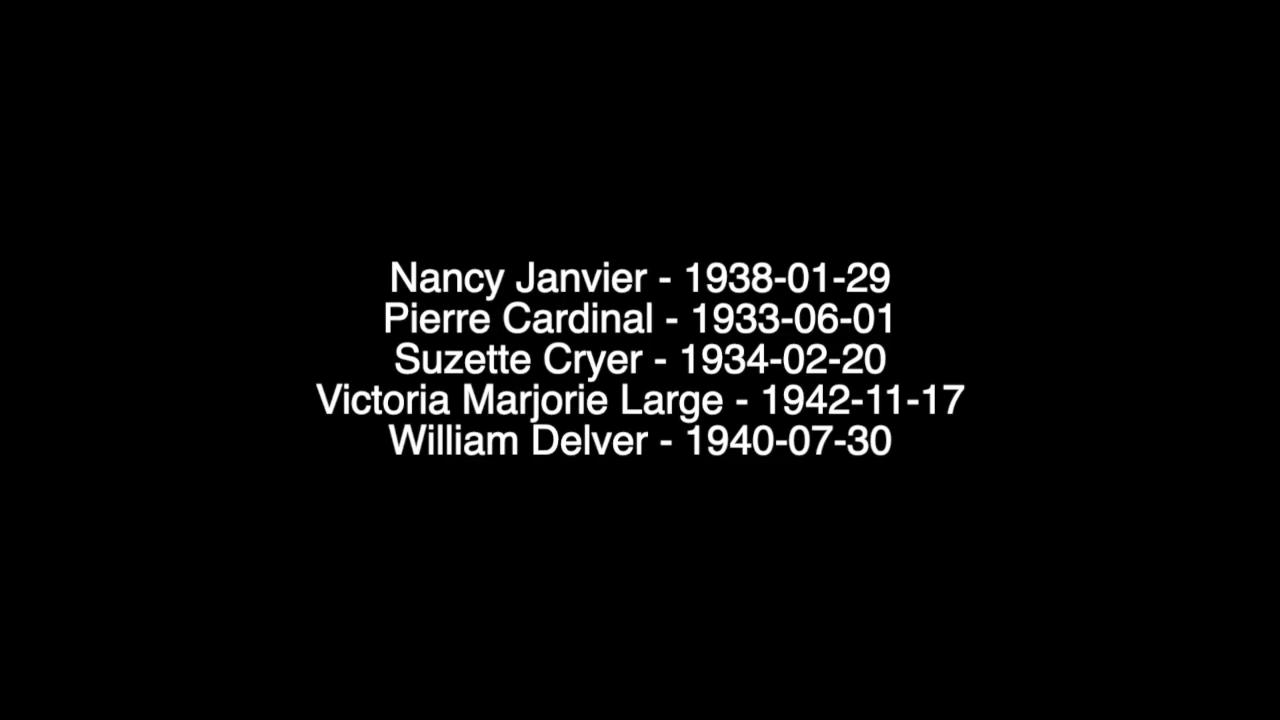 Nancy Janvier - 1938-01-29
Pierre Cardinal - 1933-06-01
Suzette Cryer - 1934-02-20
Victoria Marjorie Large - 1942-11-17
William Delver - 1940-07-30